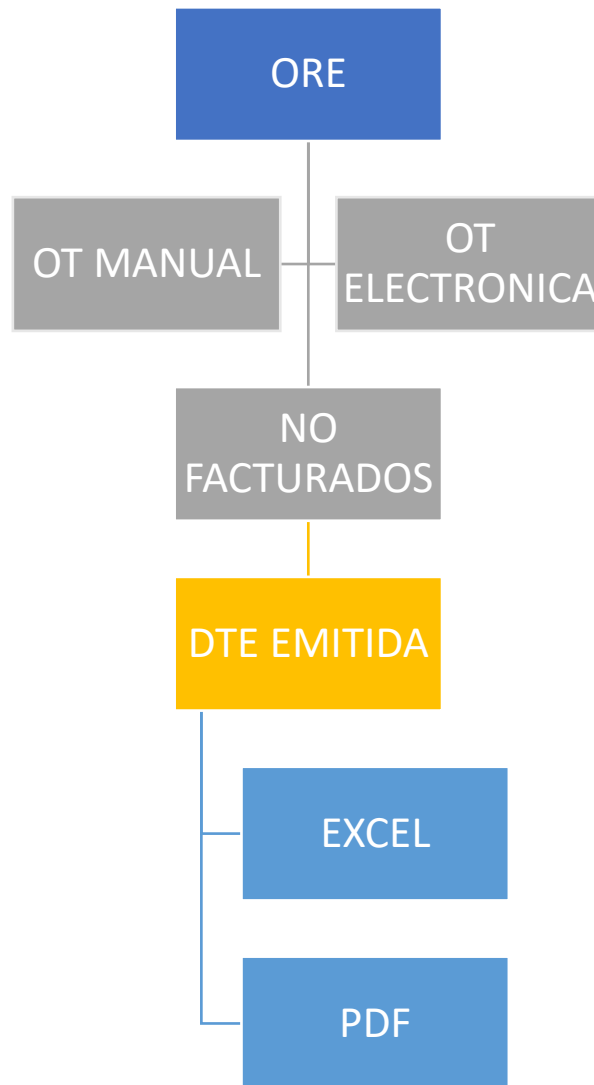 ORE
OT MANUAL
OT
ELECTRONICA
NO
FACTURADOS
DTE EMITIDA
EXCEL
PDF